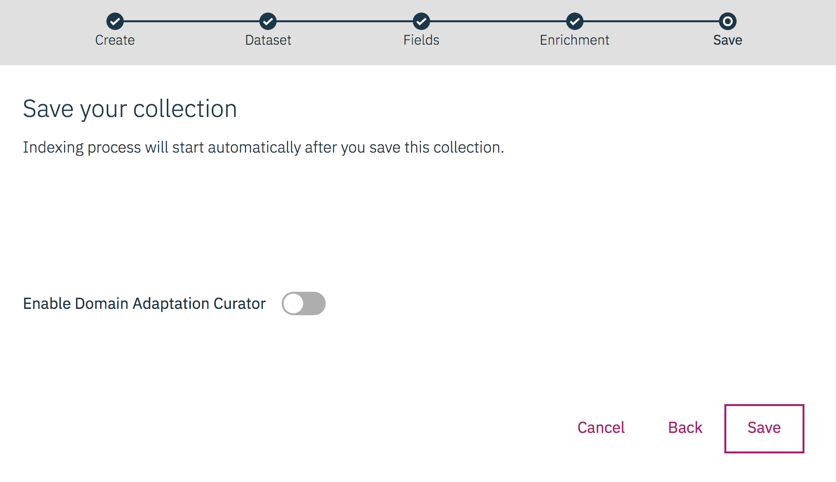 Create Dataset Fields Enrichment Save
Save your collection
Indexing process will start automatically after you save this collection.
Enable Domain Adaptation Curator
Cancel Back Save